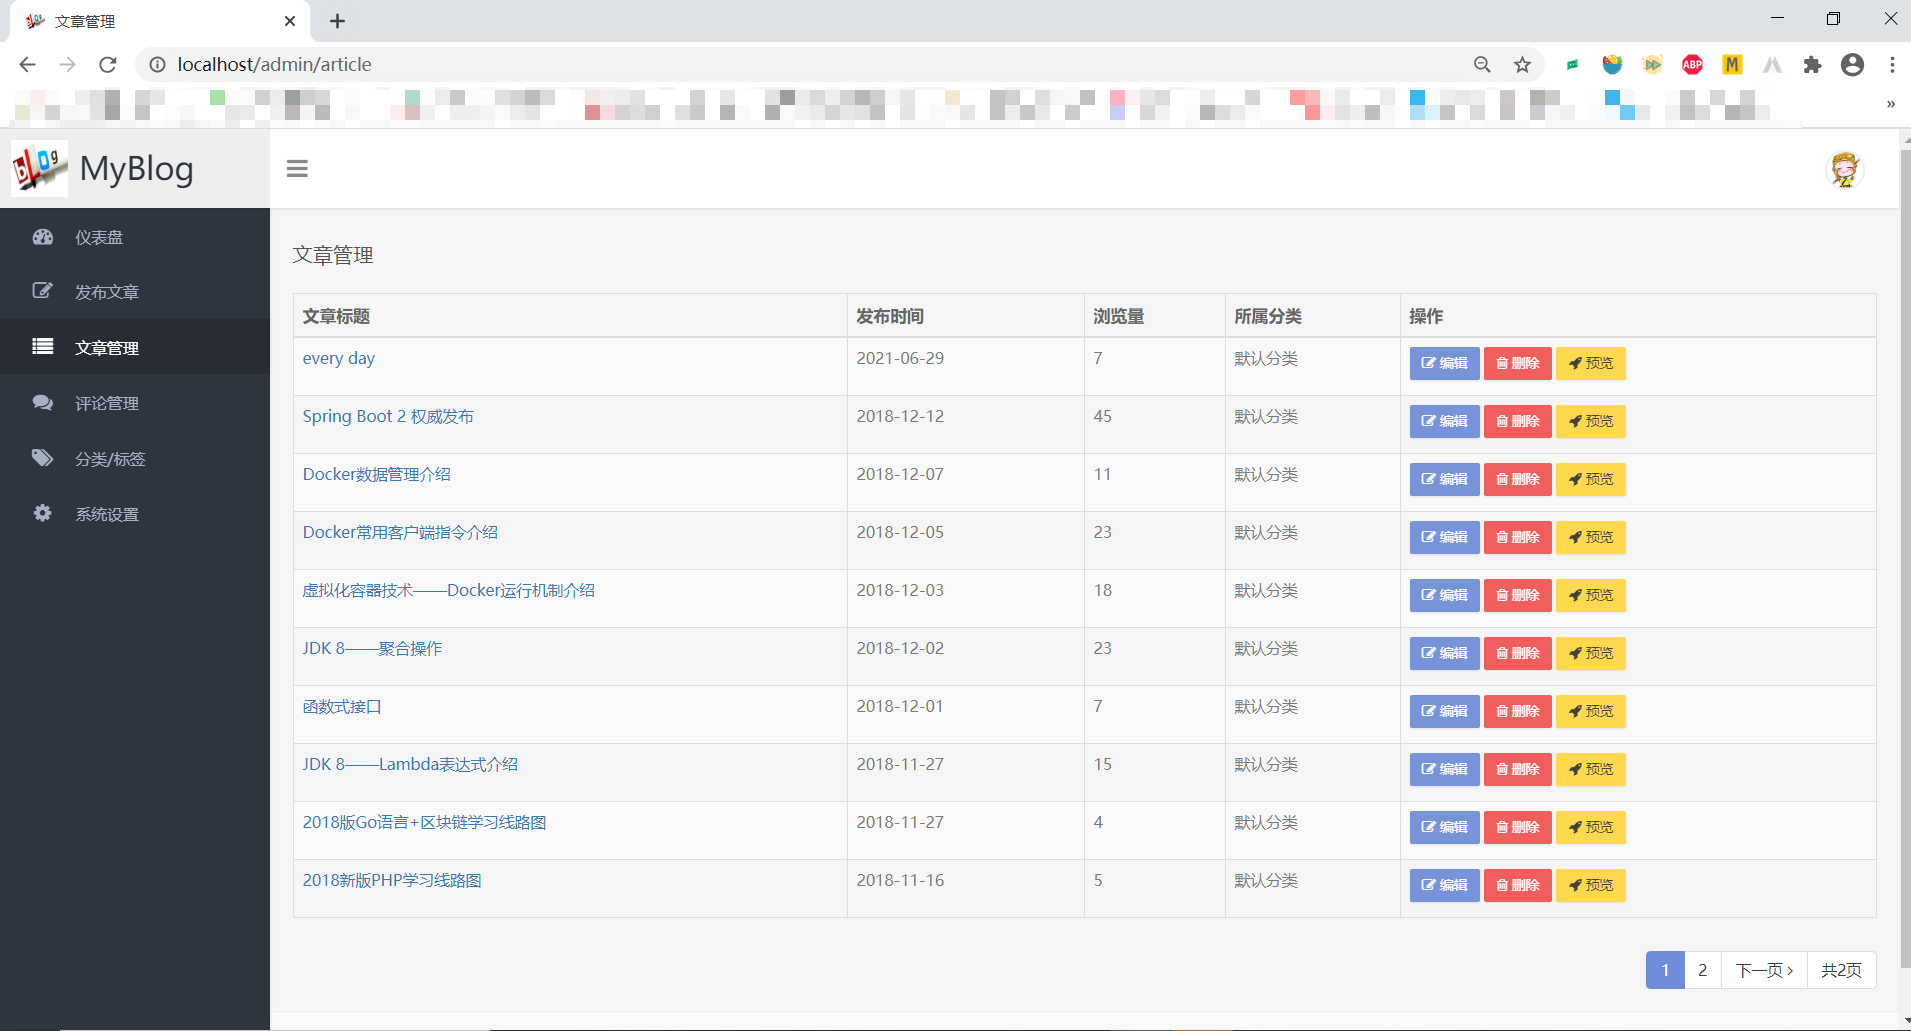 文章管理
localhost/admin/article
ABP
M
»
blog MyBlog
仪表盘
发布文章
文章管理
评论管理
分类/标签
系统设置
文章管理
文章标题 发布时间 浏览量 所属分类 操作
every day 2021-06-29 7 默认分类 编辑 删除 预览
Spring Boot 2 权威发布 2018-12-12 45 默认分类 编辑 删除 预览
Docker数据管理介绍 2018-12-07 11 默认分类 编辑 删除 预览
Docker常用客户端指令介绍 2018-12-05 23 默认分类 编辑 删除 预览
虚拟化容器技术——Docker运行机制介绍 2018-12-03 18 默认分类 编辑 删除 预览
JDK 8——聚合操作 2018-12-02 23 默认分类 编辑 删除 预览
函数式接口 2018-12-01 7 默认分类 编辑 删除 预览
JDK 8——Lambda表达式介绍 2018-11-27 15 默认分类 编辑 删除 预览
2018版Go语言+区块链学习线路图 2018-11-27 4 默认分类 编辑 删除 预览
2018新版PHP学习线路图 2018-11-16 5 默认分类 编辑 删除 预览
1 2 下一页 › 共2页